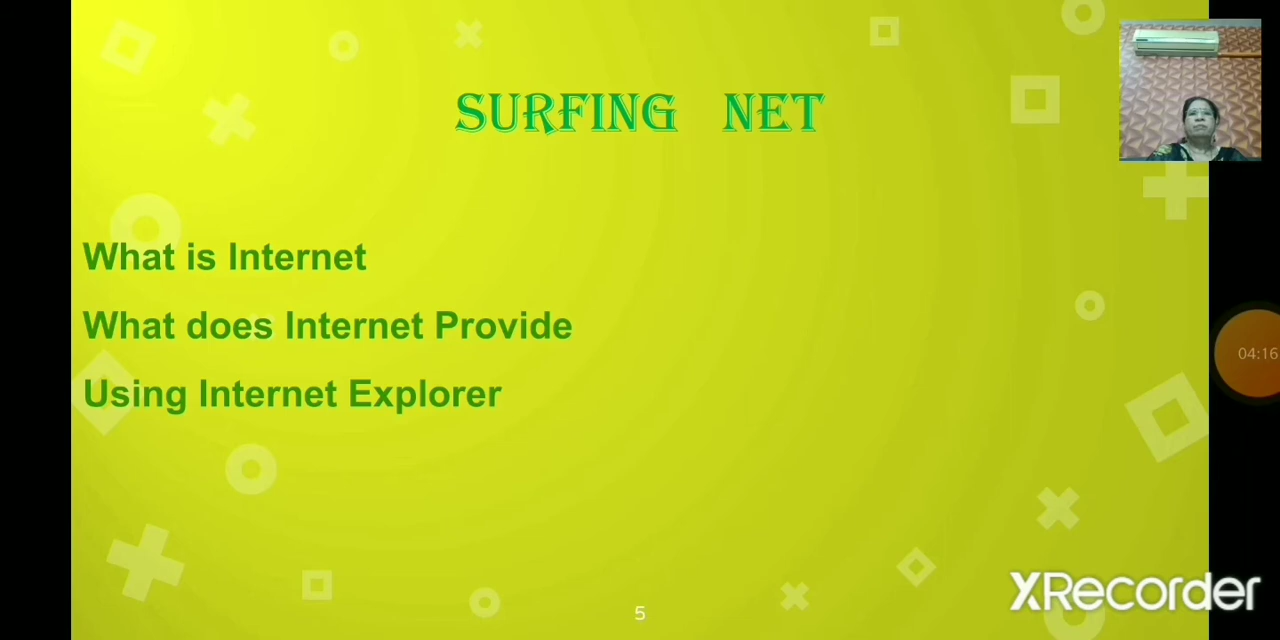 SURFING NET
What is Internet
What does Internet Provide
Using Internet Explorer
04:16
XRecorder
5